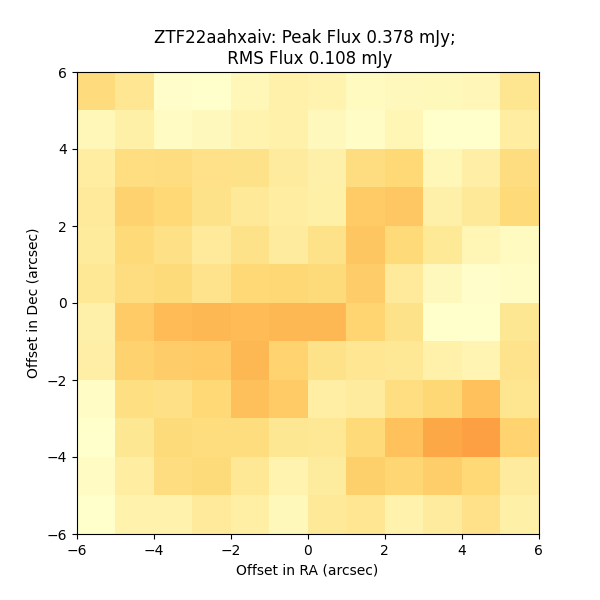 ZTF22aahxaiv: Peak Flux 0.378 mJy;
RMS Flux 0.108 mJy
6
4
2
0
−2
−4
−6
Offset in Dec (arcsec)
−6 −4 −2 0 2 4 6
Offset in RA (arcsec)